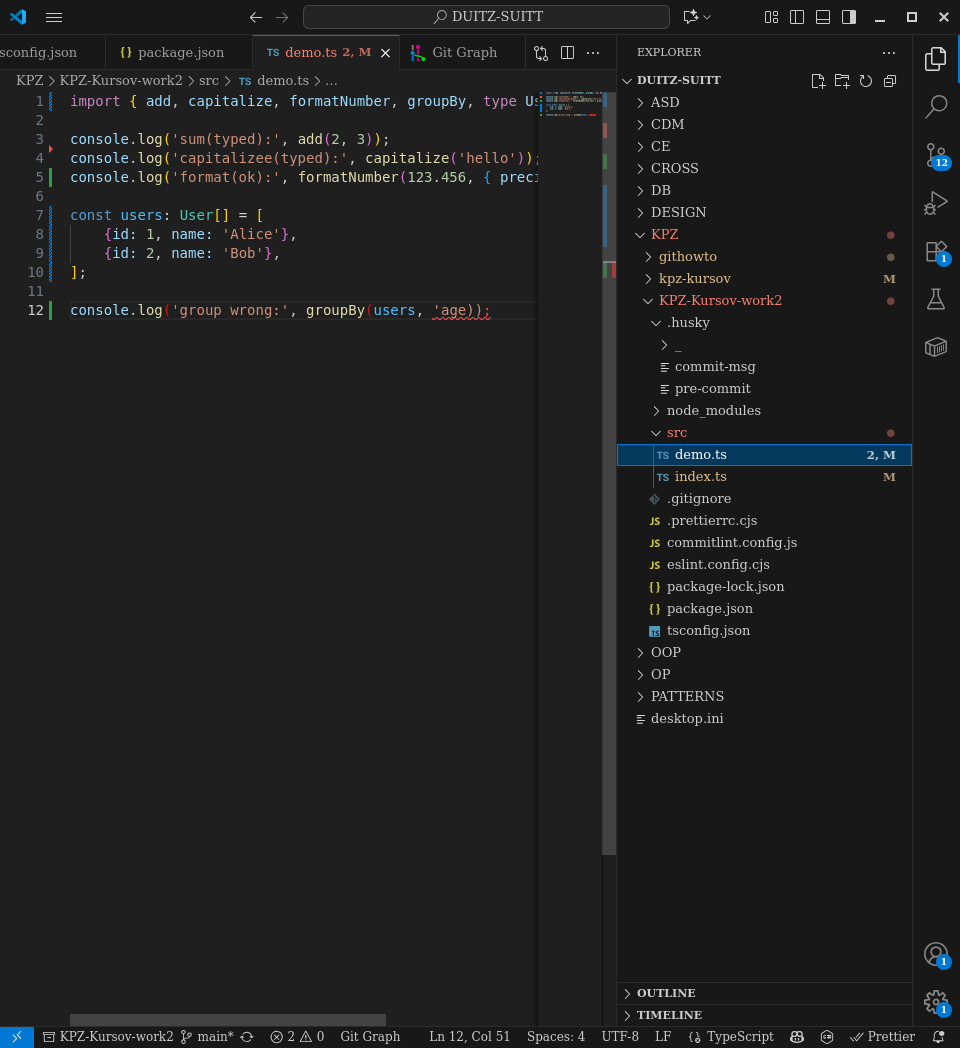 DUITZ-SUITT
sconfig.json
{} package.json
TS demo.ts 2, M
Git Graph
KPZ > KPZ-Kursov-work2 > src > TS demo.ts > ...
1 import { add, capitalize, formatNumber, groupBy, type Us
2
3 console.log('sum(typed):', add(2, 3));
4 console.log('capitalizee(typed):', capitalize('hello'));
5 console.log('format(ok):', formatNumber(123.456, { preci
6
7 const users: User[] = [
8 {id: 1, name: 'Alice'},
9 {id: 2, name: 'Bob'},
10 ];
11
12 console.log('group wrong:', groupBy(users, 'age));
EXPLORER
DUITZ-SUITT
ASD
CDM
CE
CROSS
DB
DESIGN
KPZ
githowto
kpz-kursov M
KPZ-Kursov-work2
.husky
_
commit-msg
pre-commit
node_modules
src
TS demo.ts 2, M
TS index.ts M
.gitignore
JS .prettierrc.cjs
JS commitlint.config.js
JS eslint.config.cjs
{} package-lock.json
{} package.json
TS tsconfig.json
OOP
OP
PATTERNS
desktop.ini
OUTLINE
TIMELINE
12
1
1
1
KPZ-Kursov-work2 main* 2 0 Git Graph Ln 12, Col 51 Spaces: 4 UTF-8 LF {} TypeScript Prettier